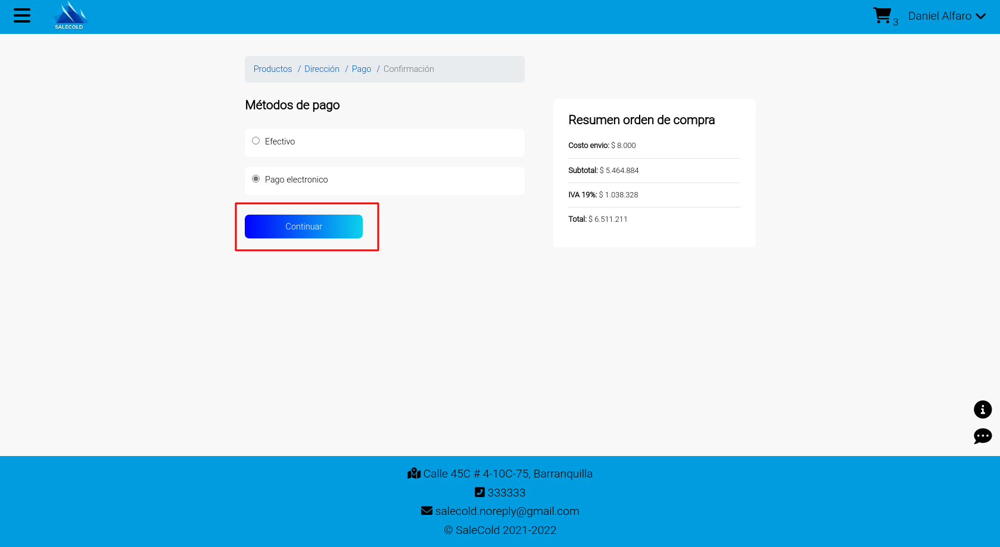 SALECOLD
3
Daniel Alfaro
Productos / Dirección / Pago / Confirmación
Métodos de pago
Efectivo
Pago electronico
Continuar
Resumen orden de compra
Costo envio: $ 8.000
Subtotal: $ 5.464.884
IVA 19%: $ 1.038.328
Total: $ 6.511.211
Calle 45C # 4-10C-75, Barranquilla
333333
salecold.noreply@gmail.com
© SaleCold 2021-2022